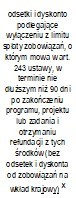 odsetki i dyskonto
podlegające
wyłączeniu z limitu
spłaty zobowiązań, o
którym mowa w art.
243 ustawy, w
terminie nie
dłuższym niż 90 dni
po zakończeniu
programu, projektu
lub zadania i
otrzymaniu
refundacji z tych
środków (bez
odsetek i dyskonta
od zobowiązań na
wkład krajowy) x